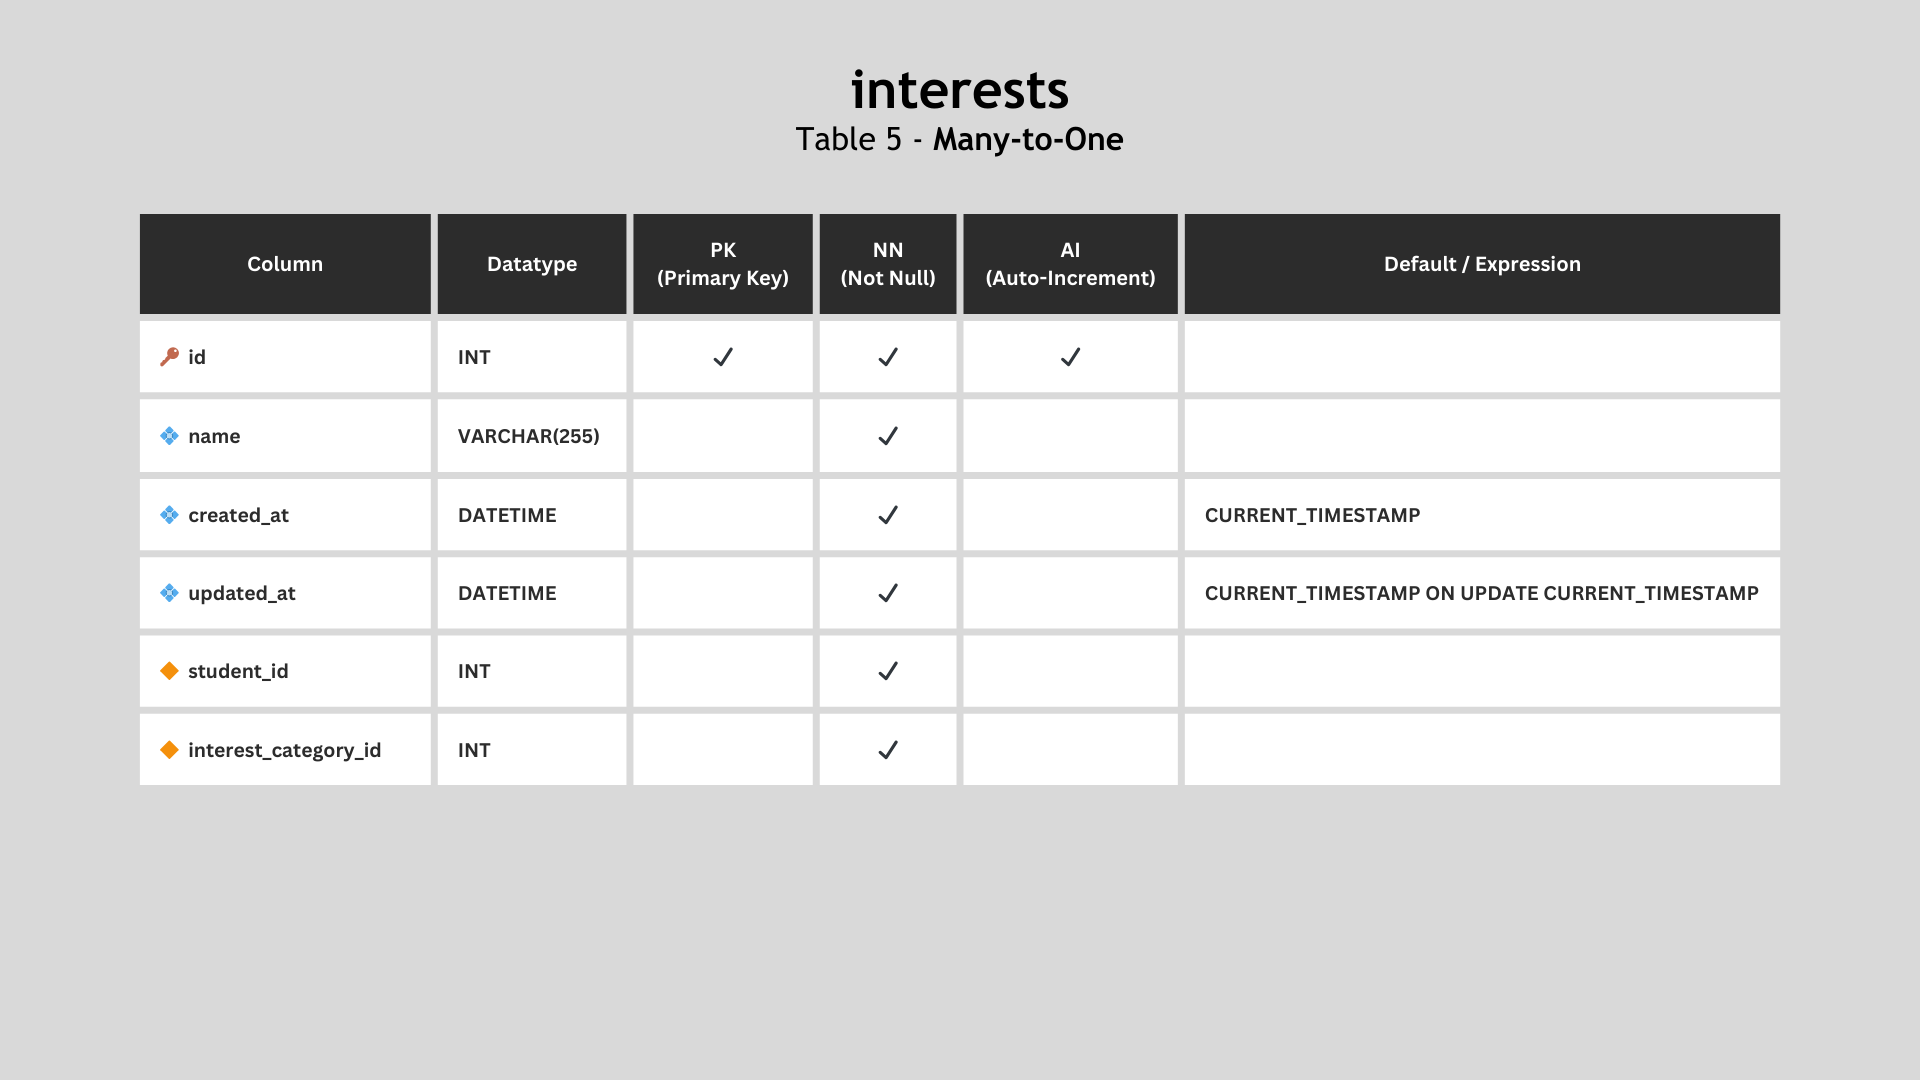 interests
Table 5 - Many-to-One
Column Datatype PK (Primary Key) NN (Not Null) AI (Auto-Increment) Default / Expression
id INT ✓ ✓ ✓
name VARCHAR(255) ✓
created_at DATETIME ✓ CURRENT_TIMESTAMP
updated_at DATETIME ✓ CURRENT_TIMESTAMP ON UPDATE CURRENT_TIMESTAMP
student_id INT ✓
interest_category_id INT ✓